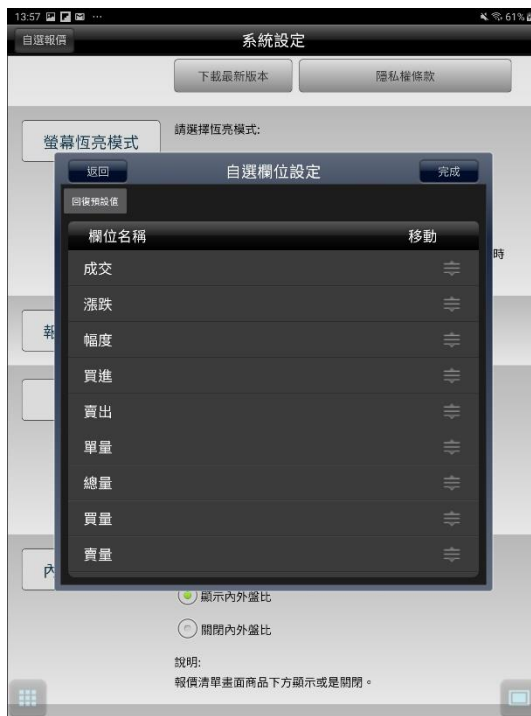 13:57
61%
自選報價
系統設定
下載最新版本
隱私權條款
螢幕恆亮模式
請選擇恆亮模式:
返回
自選欄位設定
完成
回復預設值
欄位名稱
移動
時
成交
漲跌
報
幅度
買進
賣出
單量
總量
買量
賣量
內
顯示內外盤比
關閉內外盤比
說明:
報價清單畫面商品下方顯示或是關閉。